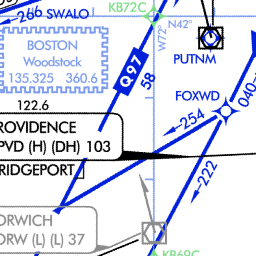 KB72C
266 SWALO
W72° N42°
BOSTON
Woodstock
135.325 360.6
PUTNM
Q97
58
FOXWD
040
122.6
254
ROVIDENCE
PVD (H) (DH) 103
RIDGEPORT
222
ORWICH
ORW (L) (L) 37
KB69C